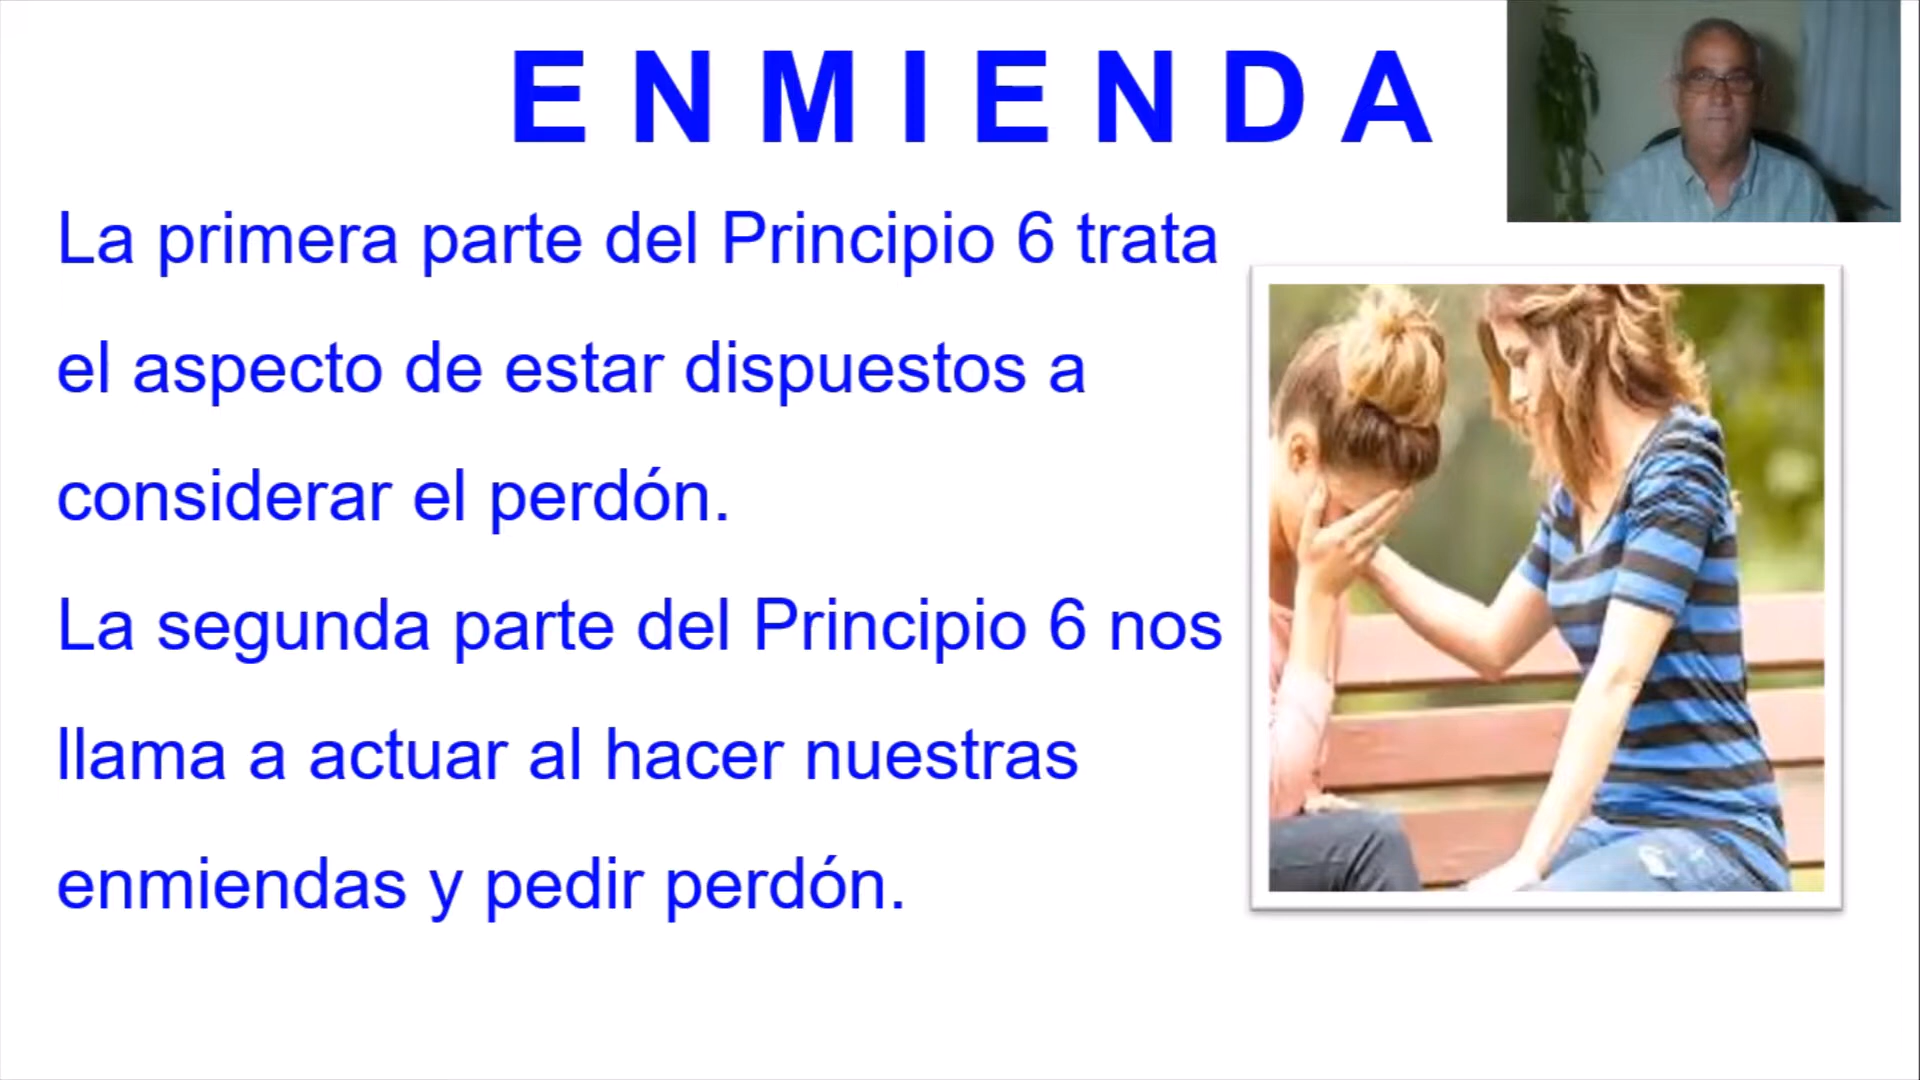 E N M I E N D A
La primera parte del Principio 6 trata
el aspecto de estar dispuestos a
considerar el perdón.
La segunda parte del Principio 6 nos
llama a actuar al hacer nuestras
enmiendas y pedir perdón.